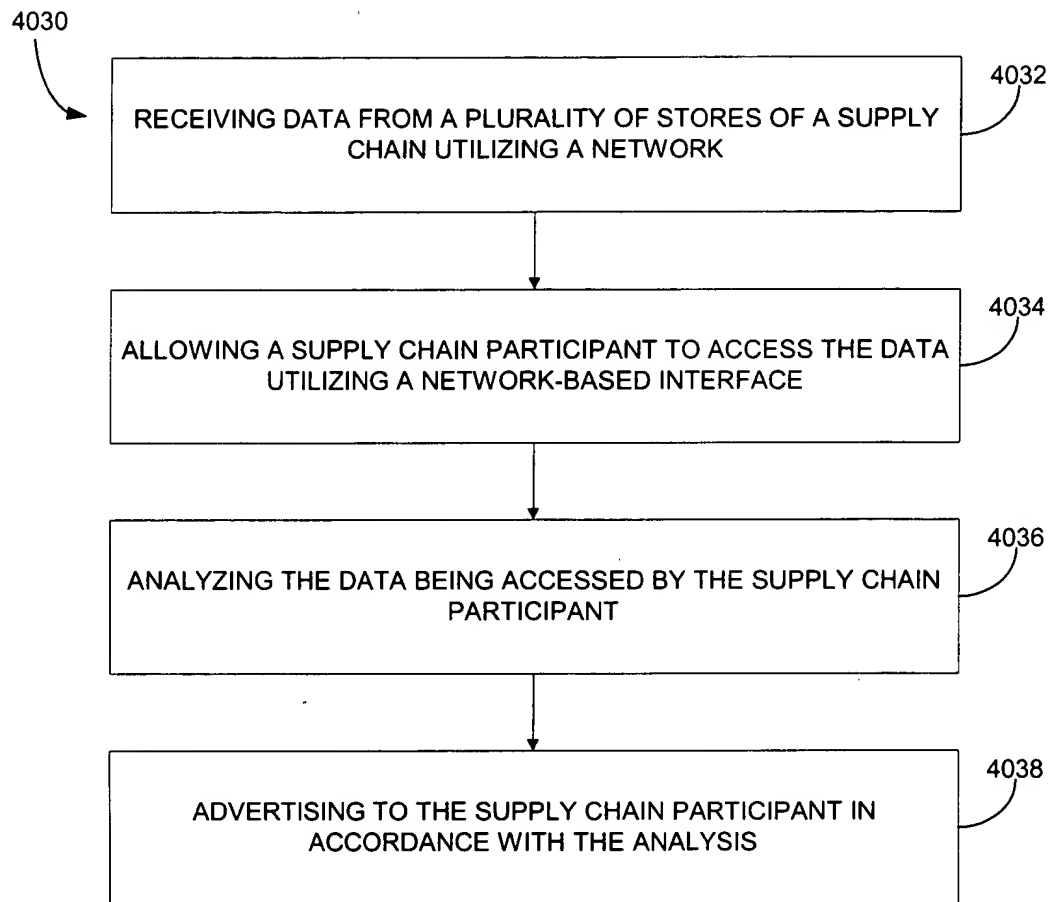 4030
4032
RECEIVING DATA FROM A PLURALITY OF STORES OF A SUPPLY
CHAIN UTILIZING A NETWORK
4034
ALLOWING A SUPPLY CHAIN PARTICIPANT TO ACCESS THE DATA
UTILIZING A NETWORK-BASED INTERFACE
4036
ANALYZING THE DATA BEING ACCESSED BY THE SUPPLY CHAIN
PARTICIPANT
4038
ADVERTISING TO THE SUPPLY CHAIN PARTICIPANT IN
ACCORDANCE WITH THE ANALYSIS